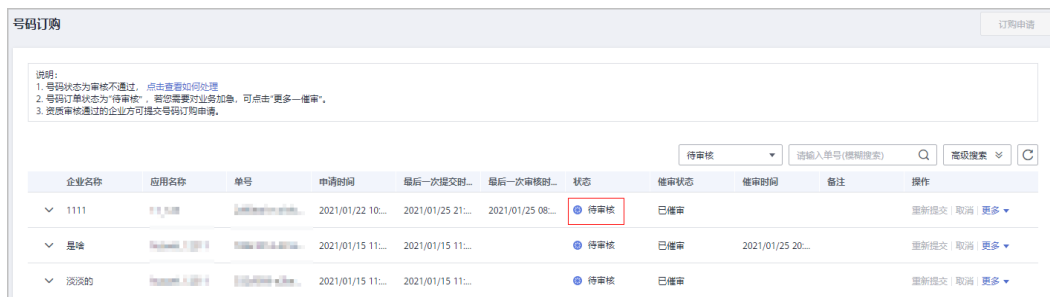 号码订购
订购申请
说明：
1. 号码状态为审核不通过， 点击查看如何处理
2. 号码订单状态为“待审核”，若您需要对业务加急，可点击“更多—催审”。
3. 资质审核通过的企业方可提交号码订购申请。
待审核 请输入单号(模糊搜索) 高级搜索
企业名称 应用名称 单号 申请时间 最后一次提交时... 最后一次审核时... 状态 催审状态 催审时间 备注 操作
1111 2021/01/22 10:... 2021/01/25 21:... 2021/01/25 08:... 待审核 已催审 重新提交 | 取消 | 更多
是啥 2021/01/15 11:... 2021/01/15 11:... 待审核 已催审 2021/01/25 20:... 重新提交 | 取消 | 更多
淡淡的 2021/01/15 11:... 2021/01/15 11:... 待审核 已催审 重新提交 | 取消 | 更多